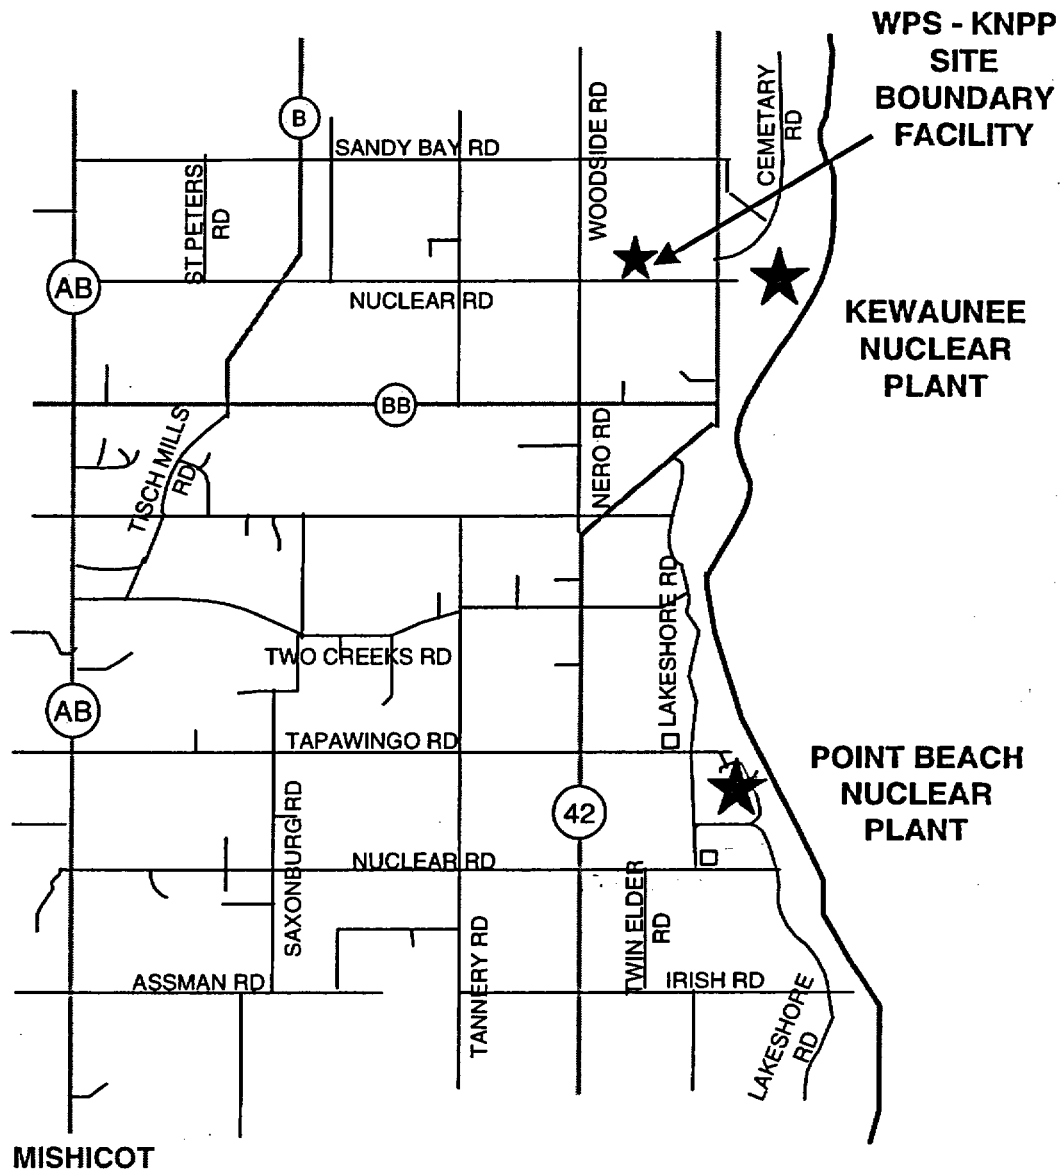 WPS - KNPP
SITE
BOUNDARY
FACILITY
B
SANDY BAY RD
WOODSIDE RD
CEMETARY
RD
ST PETERS
RD
AB
NUCLEAR RD
KEWAUNEE
NUCLEAR
PLANT
BB
TISCH MILLS
RD
NERO RD
LAKESHORE RD
TWO CREEKS RD
AB
TAPAWINGO RD
POINT BEACH
NUCLEAR
PLANT
42
SAXONBURG RD
NUCLEAR RD
TWIN ELDER
RD
TANNERY RD
ASSMAN RD
IRISH RD
LAKESHORE
RD
MISHICOT